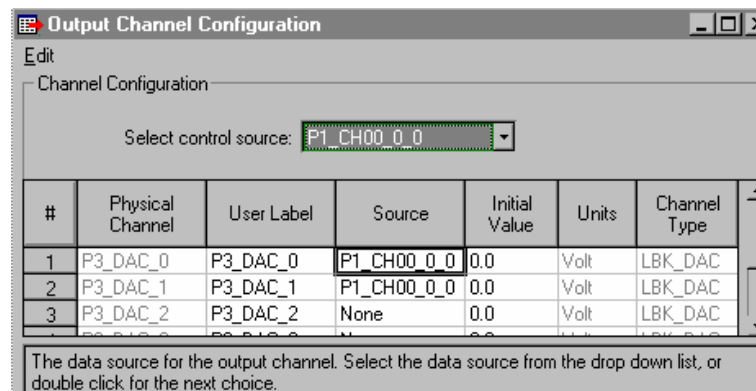 Output Channel Configuration
Edit
Channel Configuration
Select control source: P1_CH00_0_0
# Physical Channel User Label Source Initial Value Units Channel Type
1 P3_DAC_0 P3_DAC_0 P1_CH00_0_0 0.0 Volt LBK_DAC
2 P3_DAC_1 P3_DAC_1 P1_CH00_0_0 0.0 Volt LBK_DAC
3 P3_DAC_2 P3_DAC_2 None 0.0 Volt LBK_DAC
The data source for the output channel. Select the data source from the drop down list, or
double click for the next choice.